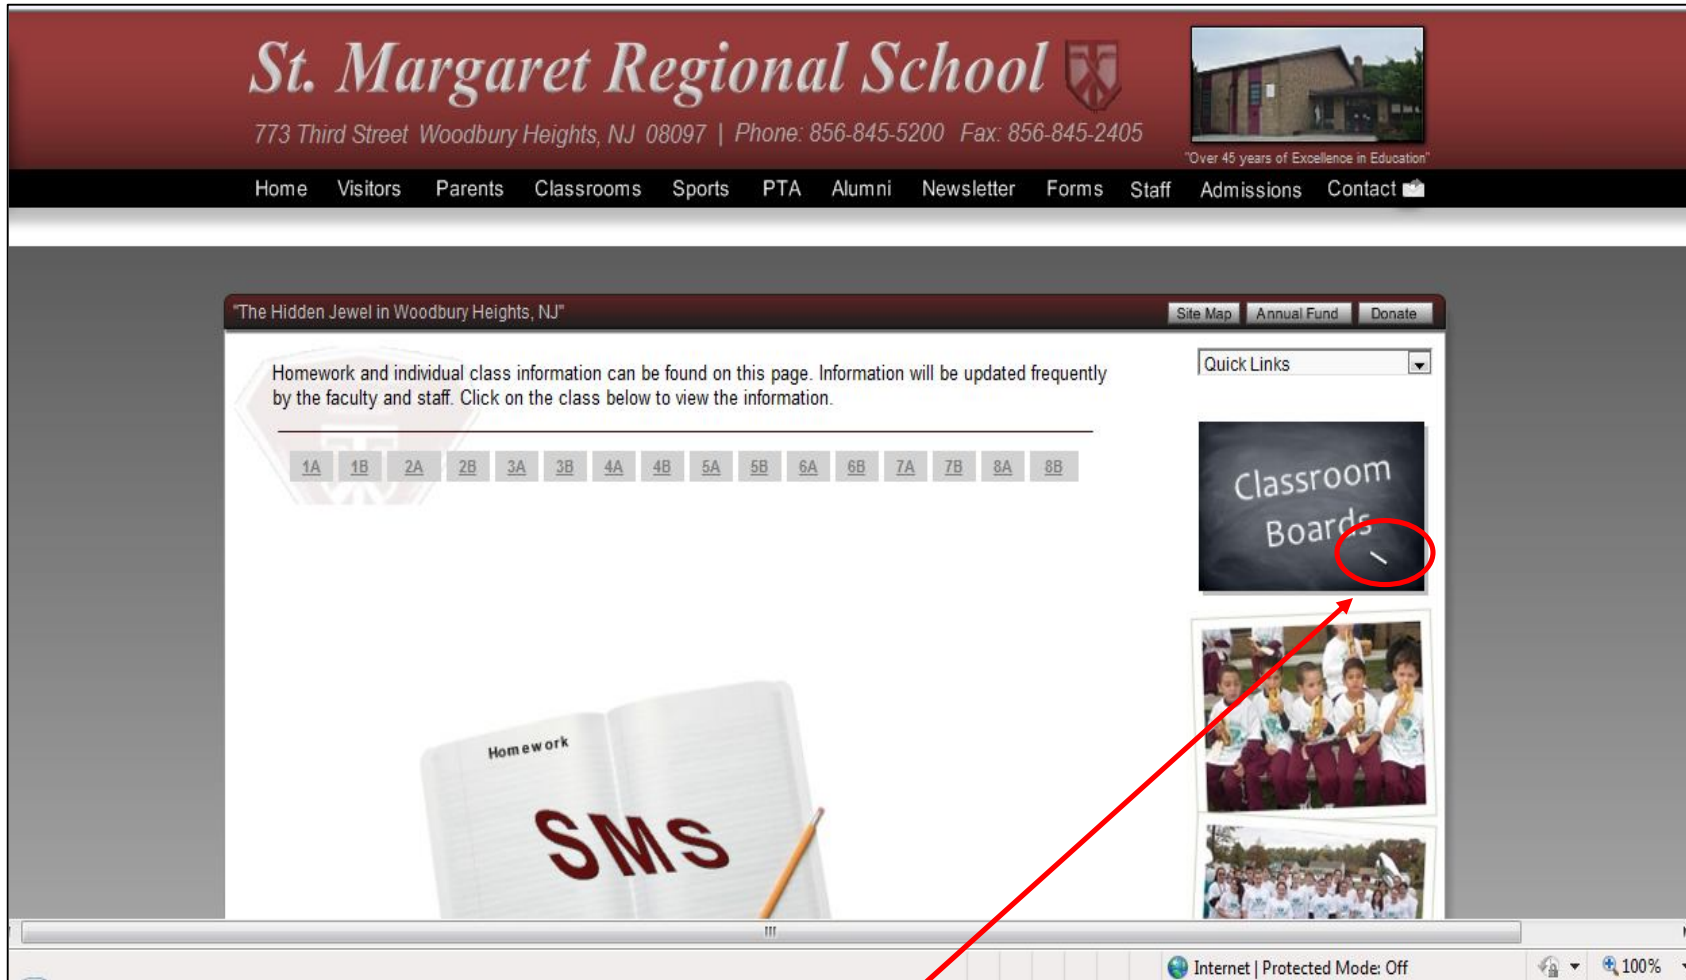 St. Margaret Regional School
773 Third Street Woodbury Heights, NJ 08097 | Phone: 856-845-5200 Fax: 856-845-2405
"Over 45 years of Excellence in Education"
Home Visitors Parents Classrooms Sports PTA Alumni Newsletter Forms Staff Admissions Contact
"The Hidden Jewel in Woodbury Heights, NJ" Site Map Annual Fund Donate
Quick Links
Homework and individual class information can be found on this page. Information will be updated frequently
by the faculty and staff. Click on the class below to view the information.
1A 1B 2A 2B 3A 3B 4A 4B 5A 5B 6A 6B 7A 7B 8A 8B
Classroom
Boards
Homework
SMS
Internet | Protected Mode: Off 100%